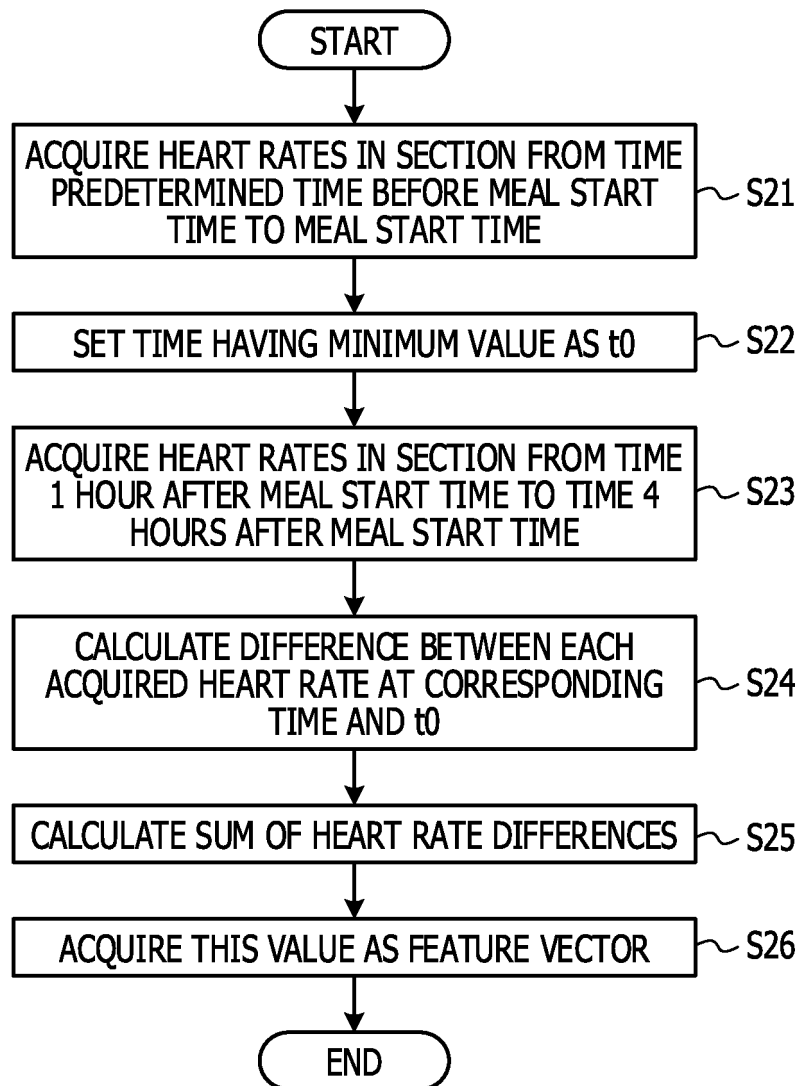 START
ACQUIRE HEART RATES IN SECTION FROM TIME
PREDETERMINED TIME BEFORE MEAL START
TIME TO MEAL START TIME
S21
SET TIME HAVING MINIMUM VALUE AS t0
S22
ACQUIRE HEART RATES IN SECTION FROM TIME
1 HOUR AFTER MEAL START TIME TO TIME 4
HOURS AFTER MEAL START TIME
S23
CALCULATE DIFFERENCE BETWEEN EACH
ACQUIRED HEART RATE AT CORRESPONDING
TIME AND t0
S24
CALCULATE SUM OF HEART RATE DIFFERENCES
S25
ACQUIRE THIS VALUE AS FEATURE VECTOR
S26
END